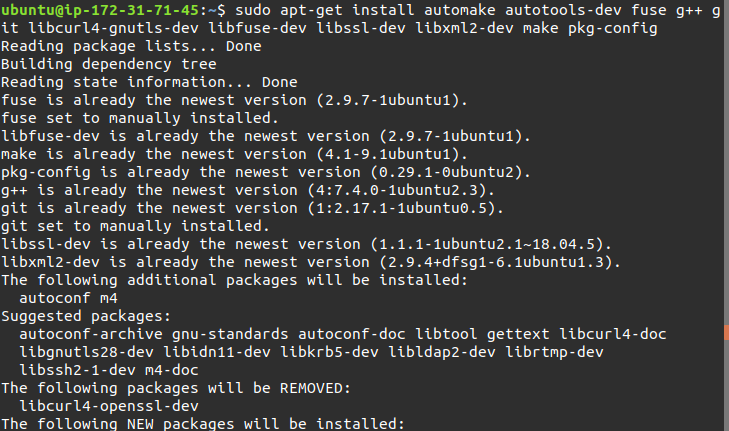 ubuntu@ip-172-31-71-45:~$ sudo apt-get install automake autotools-dev fuse g++ g
it libcurl4-gnutls-dev libfuse-dev libssl-dev libxml2-dev make pkg-config
Reading package lists... Done
Building dependency tree
Reading state information... Done
fuse is already the newest version (2.9.7-1ubuntu1).
fuse set to manually installed.
libfuse-dev is already the newest version (2.9.7-1ubuntu1).
make is already the newest version (4.1-9.1ubuntu1).
pkg-config is already the newest version (0.29.1-0ubuntu2).
g++ is already the newest version (4:7.4.0-1ubuntu2.3).
git is already the newest version (1:2.17.1-1ubuntu0.5).
git set to manually installed.
libssl-dev is already the newest version (1.1.1-1ubuntu2.1~18.04.5).
libxml2-dev is already the newest version (2.9.4+dfsg1-6.1ubuntu1.3).
The following additional packages will be installed:
  autoconf m4
Suggested packages:
  autoconf-archive gnu-standards autoconf-doc libtool gettext libcurl4-doc
  libgnutls28-dev libidn11-dev libkrb5-dev libldap2-dev librtmp-dev
  libssh2-1-dev m4-doc
The following packages will be REMOVED:
  libcurl4-openssl-dev
The following NEW packages will be installed: